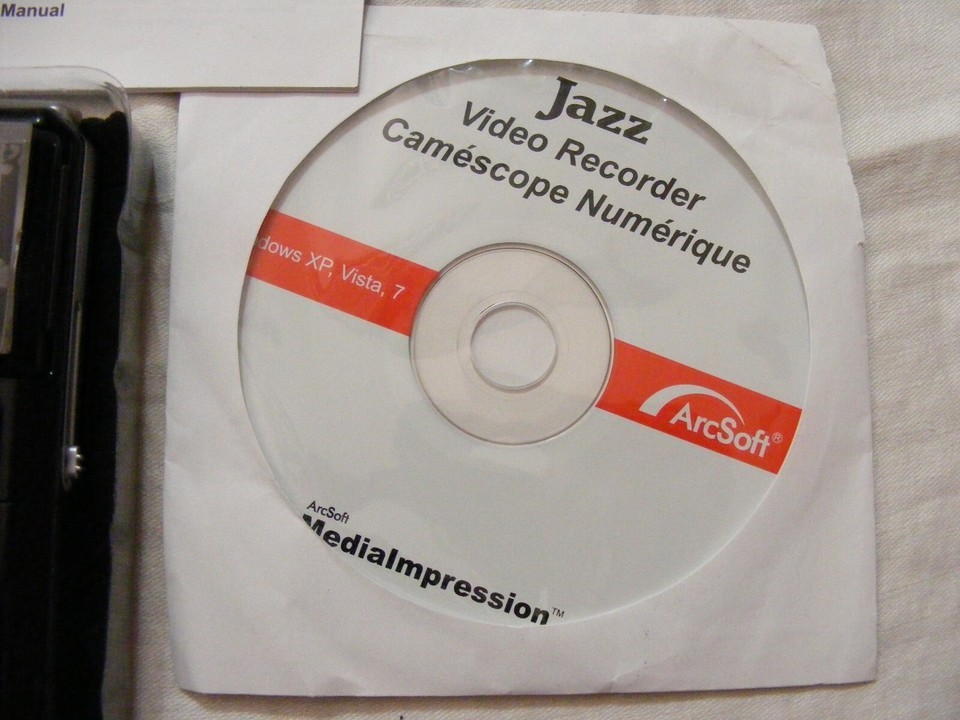 Manual
Jazz
Video Recorder
Caméscope Numérique
dows XP, Vista, 7
ArcSoft®
ArcSoft
MediaImpression™